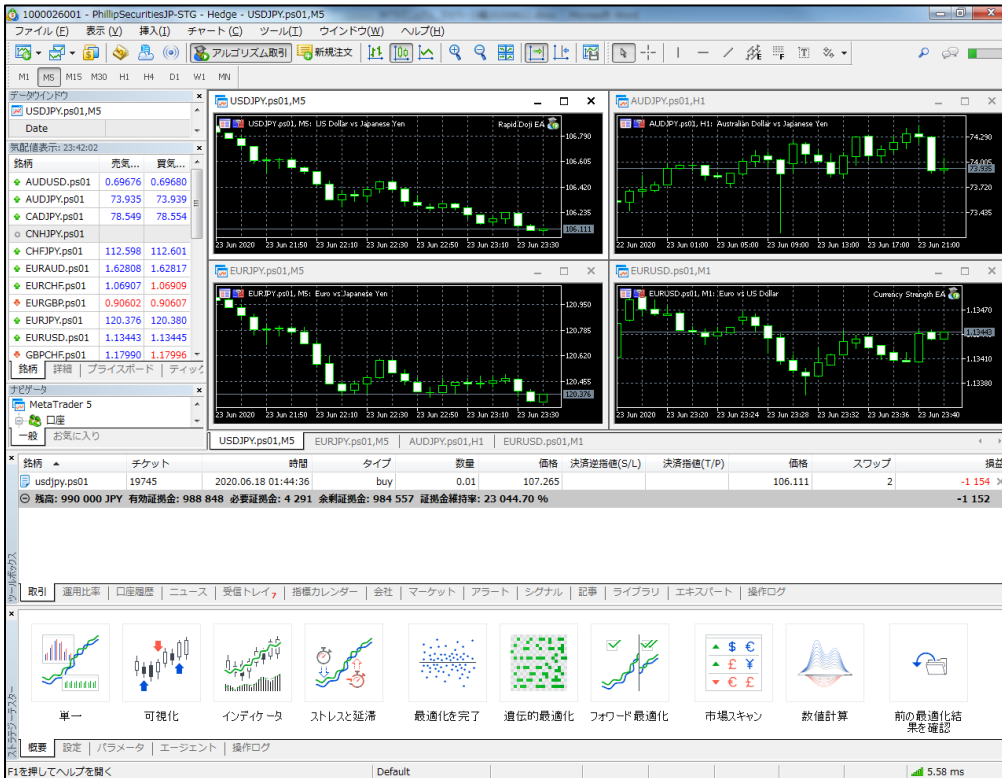 1000026001 - PhillipSecuritiesJP-STG - Hedge - USDJPY.ps01,M5
ファイル (F) 表示 (V) 挿入(I) チャート (C) ツール(T) ウインドウ(W) ヘルプ(H)
アルゴリズム取引 新規注文
M1 M5 M15 M30 H1 H4 D1 W1 MN
データウインドウ
USDJPY.ps01,M5
Date
気配値表示: 23:42:02
銘柄 売気... 買気...
AUDUSD.ps01 0.69676 0.69680
AUDJPY.ps01 73.935 73.939
CADJPY.ps01 78.549 78.554
CNHJPY.ps01
CHFJPY.ps01 112.598 112.601
EURAUD.ps01 1.62808 1.62817
EURCHF.ps01 1.06907 1.06909
EURGBP.ps01 0.90602 0.90607
EURJPY.ps01 120.376 120.380
EURUSD.ps01 1.13443 1.13445
GBPCHF.ps01 1.17990 1.17996
銘柄 詳細 プライスボード ティック
ナビゲータ
MetaTrader 5
口座
一般 お気に入り
USDJPY.ps01,M5
USDJPY.ps01, M5: US Dollar vs Japanese Yen
Rapid Doji EA
106.790
106.605
106.420
106.235
106.111
23 Jun 2020 23 Jun 21:50 23 Jun 22:10 23 Jun 22:30 23 Jun 22:50 23 Jun 23:10 23 Jun 23:30
AUDJPY.ps01,H1
AUDJPY.ps01, H1: Australian Dollar vs Japanese Yen
74.290
74.005
73.935
73.720
73.435
22 Jun 2020 23 Jun 01:00 23 Jun 05:00 23 Jun 09:00 23 Jun 13:00 23 Jun 17:00 23 Jun 21:00
EURJPY.ps01,M5
EURJPY.ps01, M5: Euro vs Japanese Yen
120.950
120.785
120.620
120.455
120.376
23 Jun 2020 23 Jun 21:50 23 Jun 22:10 23 Jun 22:30 23 Jun 22:50 23 Jun 23:10 23 Jun 23:30
EURUSD.ps01,M1
EURUSD.ps01, M1: Euro vs US Dollar
Currency Strength EA
1.13470
1.13443
1.13410
1.13380
23 Jun 2020 23 Jun 23:20 23 Jun 23:24 23 Jun 23:28 23 Jun 23:32 23 Jun 23:36 23 Jun 23:40
USDJPY.ps01,M5 EURJPY.ps01,M5 AUDJPY.ps01,H1 EURUSD.ps01,M1
銘柄 チケット 時間 タイプ 数量 価格 決済逆指値(S/L) 決済指値(T/P) 価格 スワップ 損益
usdjpy.ps01 19745 2020.06.18 01:44:36 buy 0.01 107.265 106.111 2 -1 154
残高: 990 000 JPY 有効証拠金: 988 848 必要証拠金: 4 291 余剰証拠金: 984 557 証拠金維持率: 23 044.70 % -1 152
ツールボックス
取引 運用比率 口座履歴 ニュース 受信トレイ7 指標カレンダー 会社 マーケット アラート シグナル 記事 ライブラリ エキスパート 操作ログ
ストラテジーテスター
単一 可視化 インディケータ ストレスと延滞 最適化を完了 遺伝的最適化 フォワード最適化 市場スキャン 数値計算 前の最適化結
果を確認
概要 設定 パラメータ エージェント 操作ログ
F1を押してヘルプを開く Default 5.58 ms